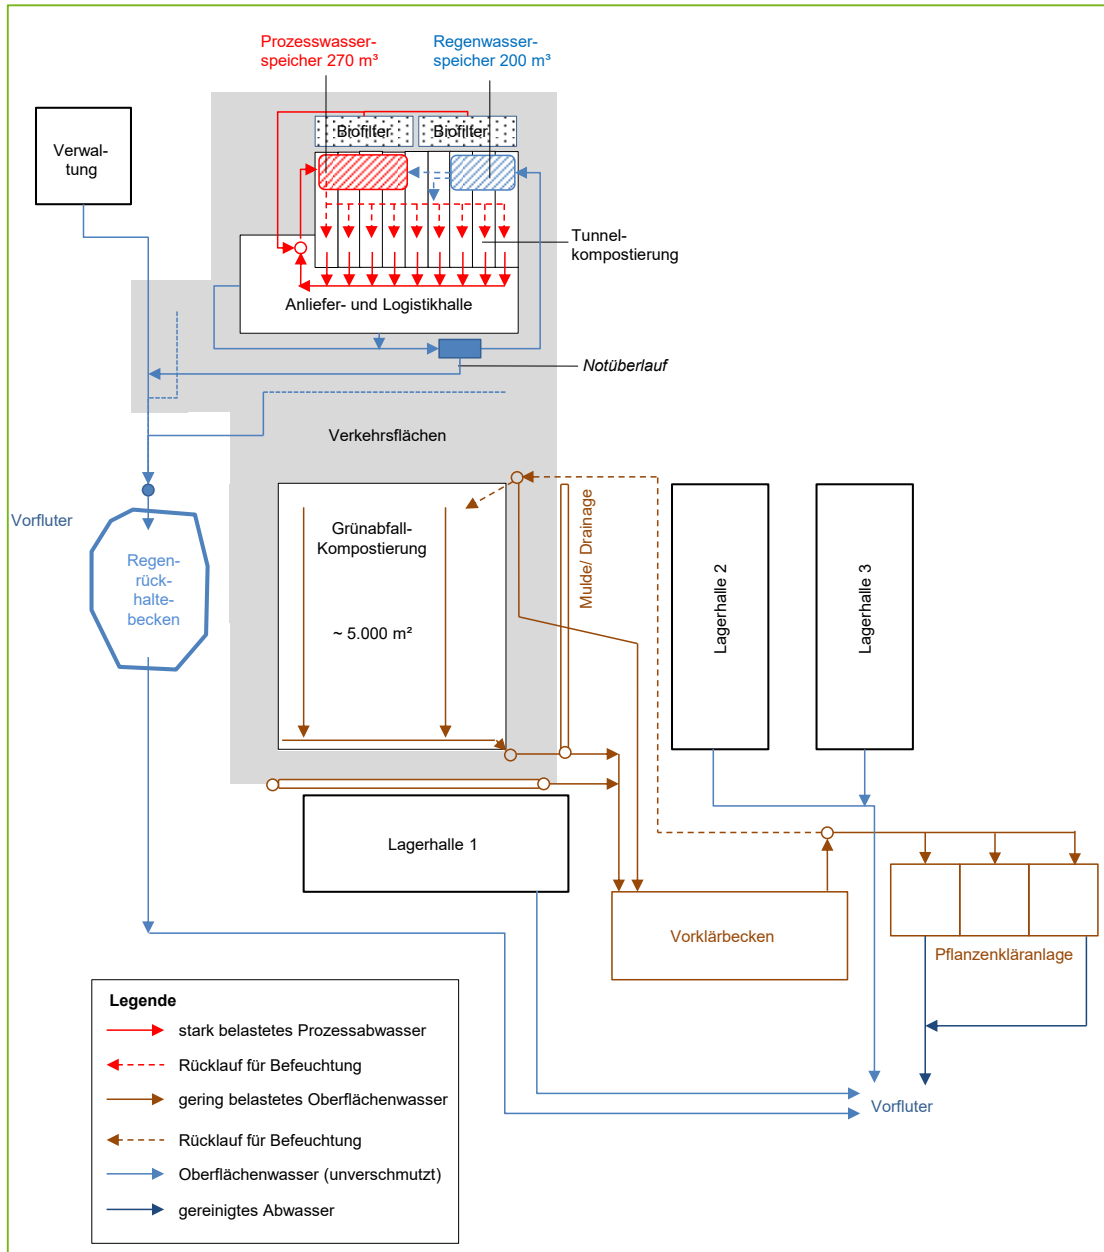 Prozesswasser-
speicher 270 m³
Regenwasser-
speicher 200 m³
Verwal-
tung
Biofilter
Biofilter
Tunnel-
kompostierung
Anliefer- und Logistikhalle
Notüberlauf
Verkehrsflächen
Vorfluter
Regen-
rück-
halte-
becken
Grünabfall-
Kompostierung
~ 5.000 m²
Mulde/ Drainage
Lagerhalle 2
Lagerhalle 3
Lagerhalle 1
Vorklärbecken
Pflanzenkläranlage
Vorfluter
Legende
stark belastetes Prozessabwasser
Rücklauf für Befeuchtung
gering belastetes Oberflächenwasser
Rücklauf für Befeuchtung
Oberflächenwasser (unverschmutzt)
gereinigtes Abwasser